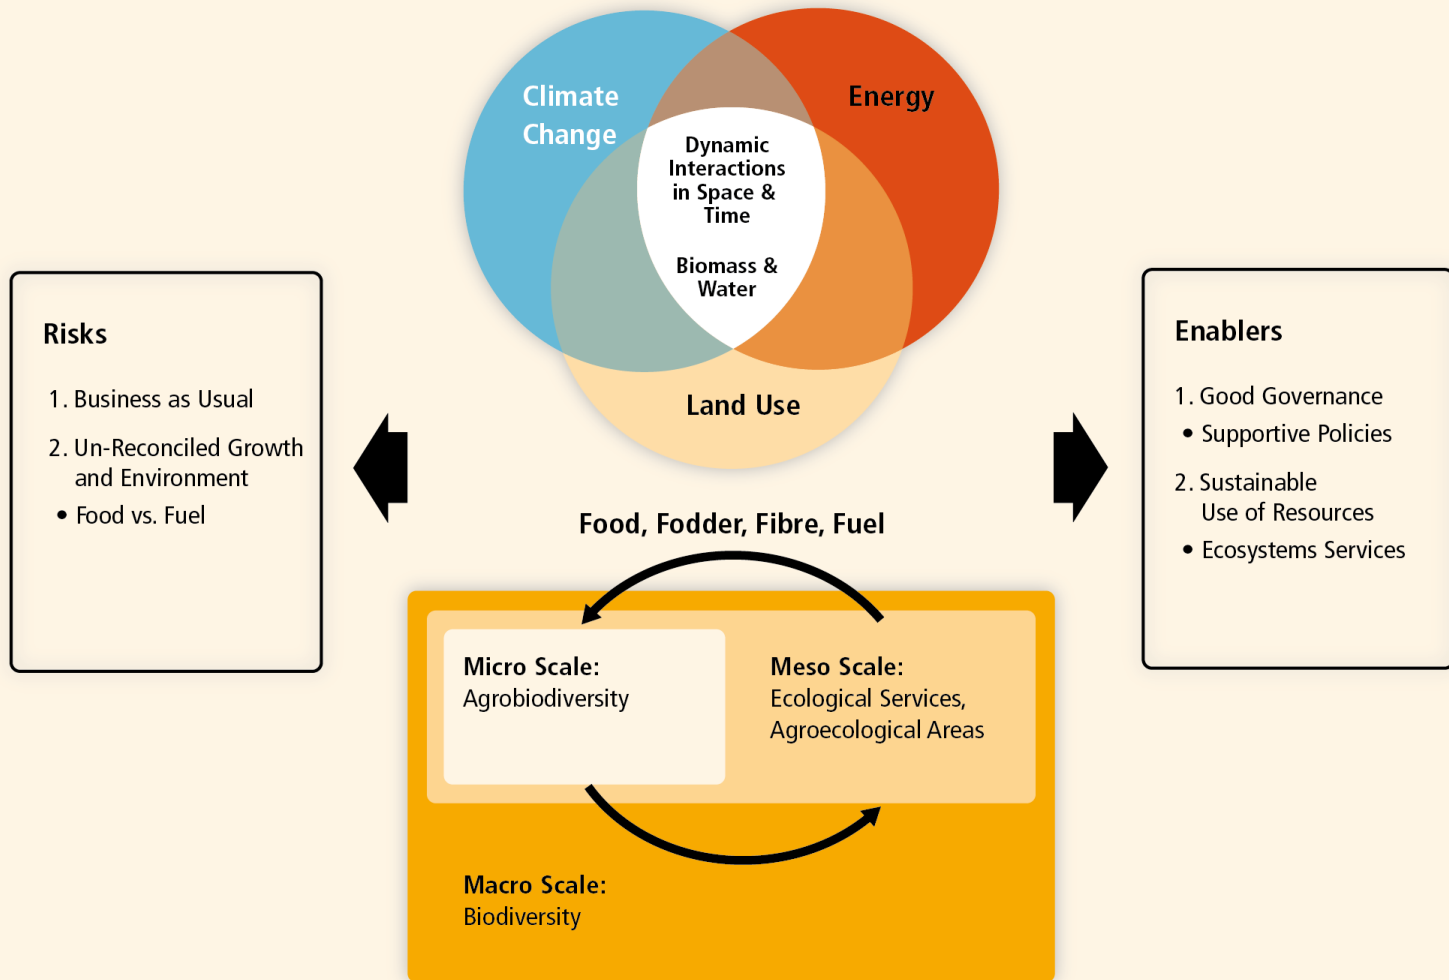 Climate
Change
Energy
Dynamic
Interactions
in Space &
Time
Biomass &
Water
Land Use
Risks
1. Business as Usual
2. Un-Reconciled Growth
and Environment
• Food vs. Fuel
Enablers
1. Good Governance
• Supportive Policies
2. Sustainable
Use of Resources
• Ecosystems Services
Food, Fodder, Fibre, Fuel
Micro Scale:
Agrobiodiversity
Meso Scale:
Ecological Services,
Agroecological Areas
Macro Scale:
Biodiversity